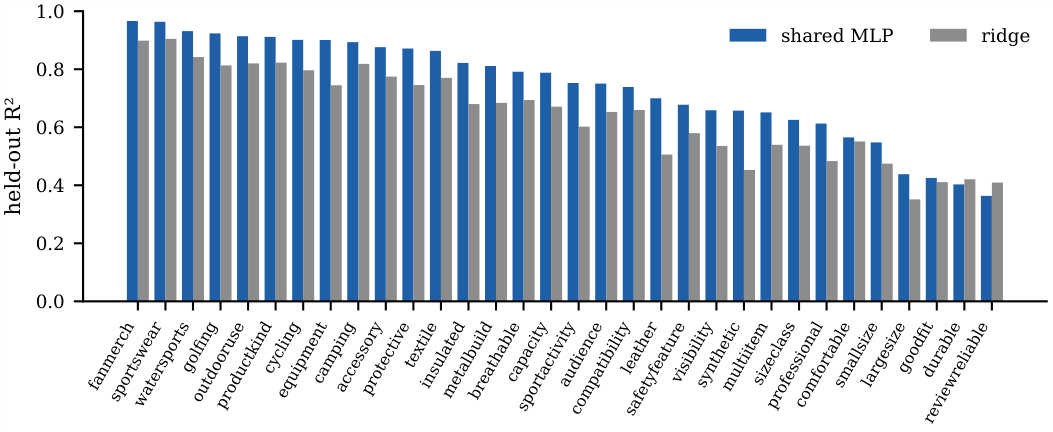 1.0
0.8
0.6
0.4
0.2
0.0
held-out R²
shared MLP
ridge
fanmerch
sportswear
watersports
golfing
outdooruse
productkind
cycling
equipment
camping
accessory
protective
textile
insulated
metalbuild
breathable
capacity
sportactivity
audience
compatibility
leather
safetyfeature
visibility
synthetic
multiitem
sizeclass
professional
comfortable
smallsize
largesize
goodfit
durable
reviewreliable